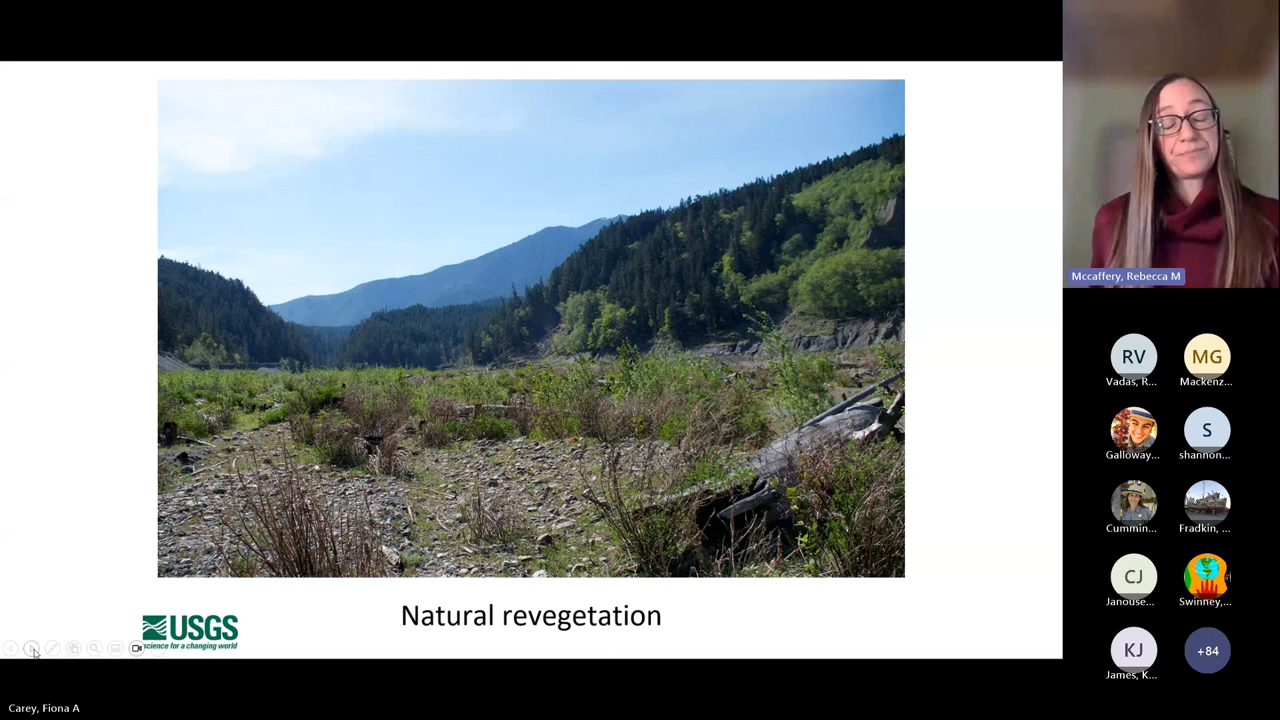 Natural revegetation
USGS
science for a changing world
Carey, Fiona A
Mccaffery, Rebecca M
RV
MG
Vadas, R...
Mackenz...
Galloway...
S
shannon...
Cummin...
Fradkin, ...
CJ
Janouse...
Swinney,...
KJ
James, K...
+84